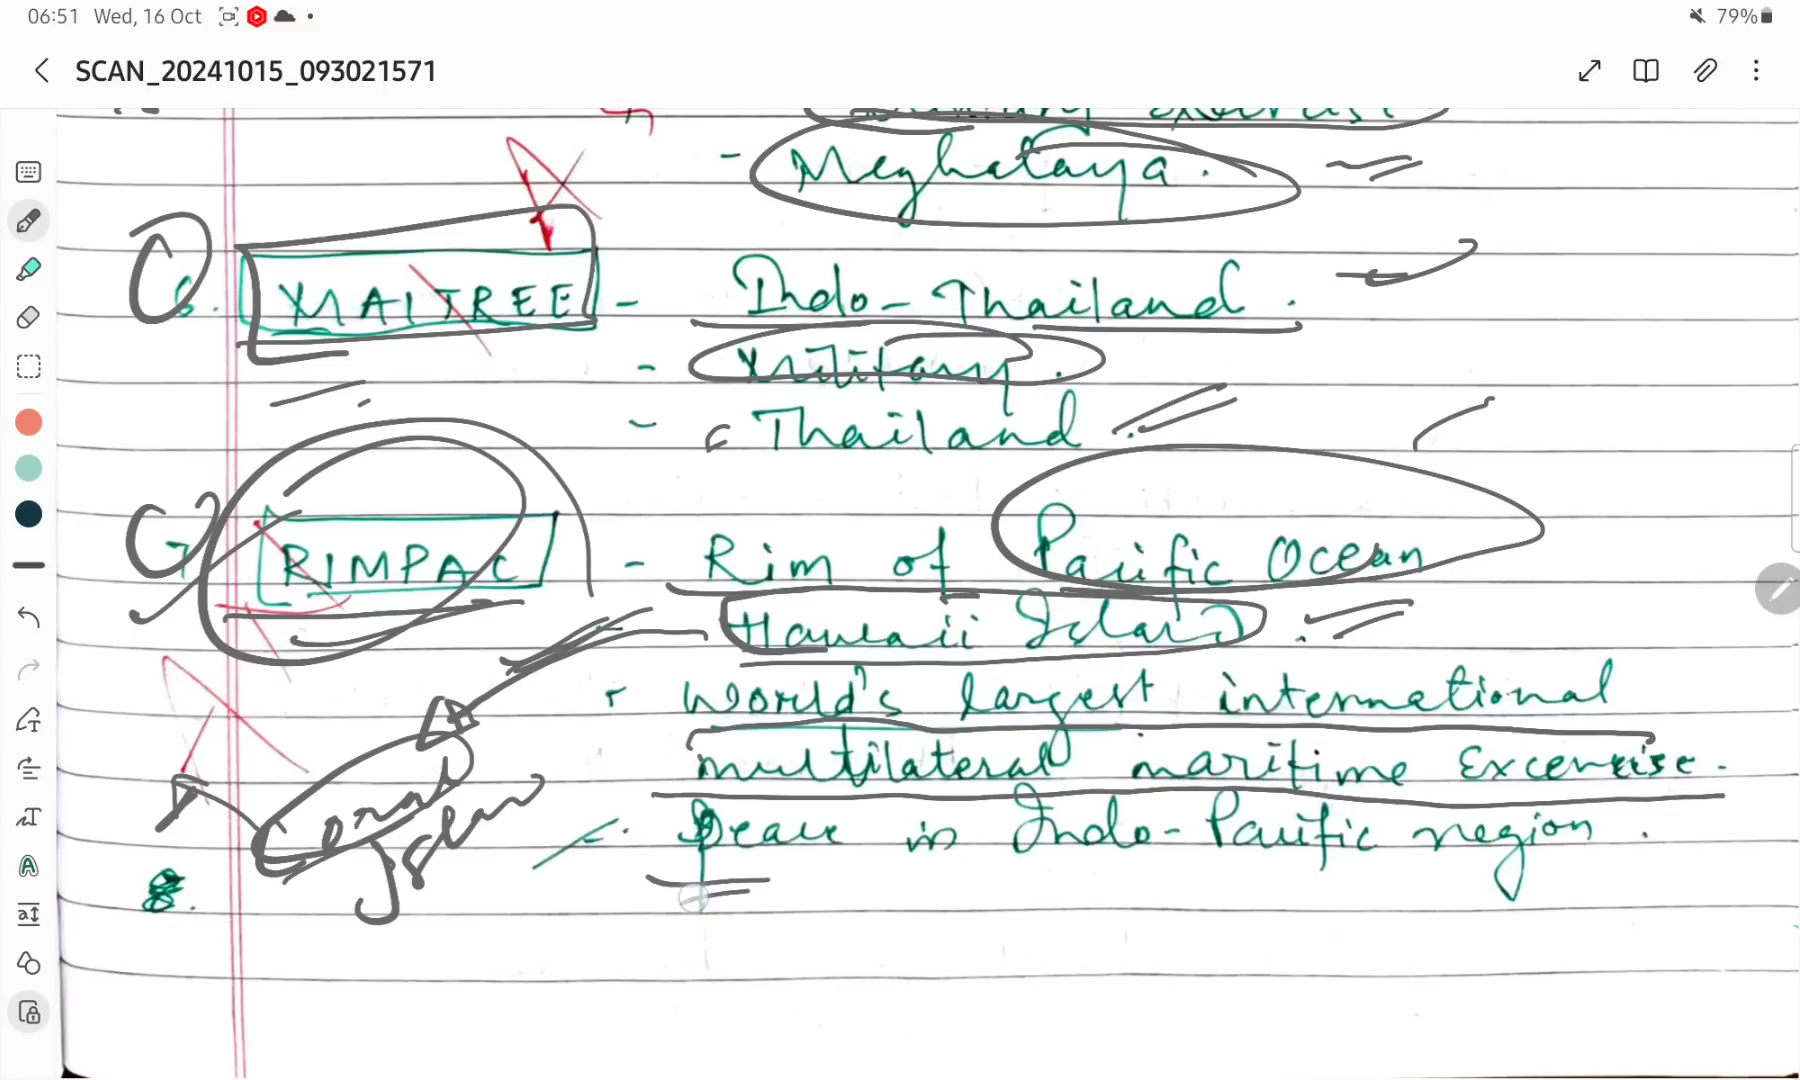 06:51 Wed, 16 Oct 79%
SCAN_20241015_093021571
- Meghalaya.
6. MAITREE - Indo-Thailand.
- Military.
- Thailand
7. RIMPAC - Rim of Pacific Ocean
- Hawaii Island.
- World's largest international
multilateral maritime Excercise.
- Peace in Indo-Pacific region.
8.